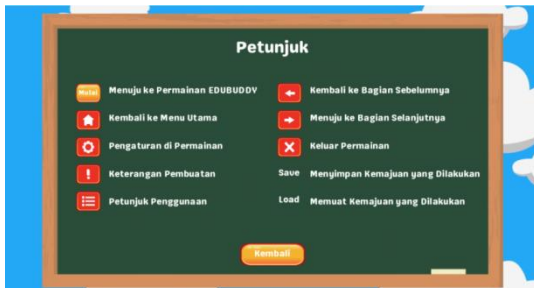 Petunjuk
Mulai Menuju ke Permainan EDUBUDDY
Kembali ke Menu Utama
Pengaturan di Permainan
Keterangan Pembuatan
Petunjuk Penggunaan
Kembali ke Bagian Sebelumnya
Menuju ke Bagian Selanjutnya
Keluar Permainan
Save Menyimpan Kemajuan yang Dilakukan
Load Memuat Kemajuan yang Dilakukan
Kembali